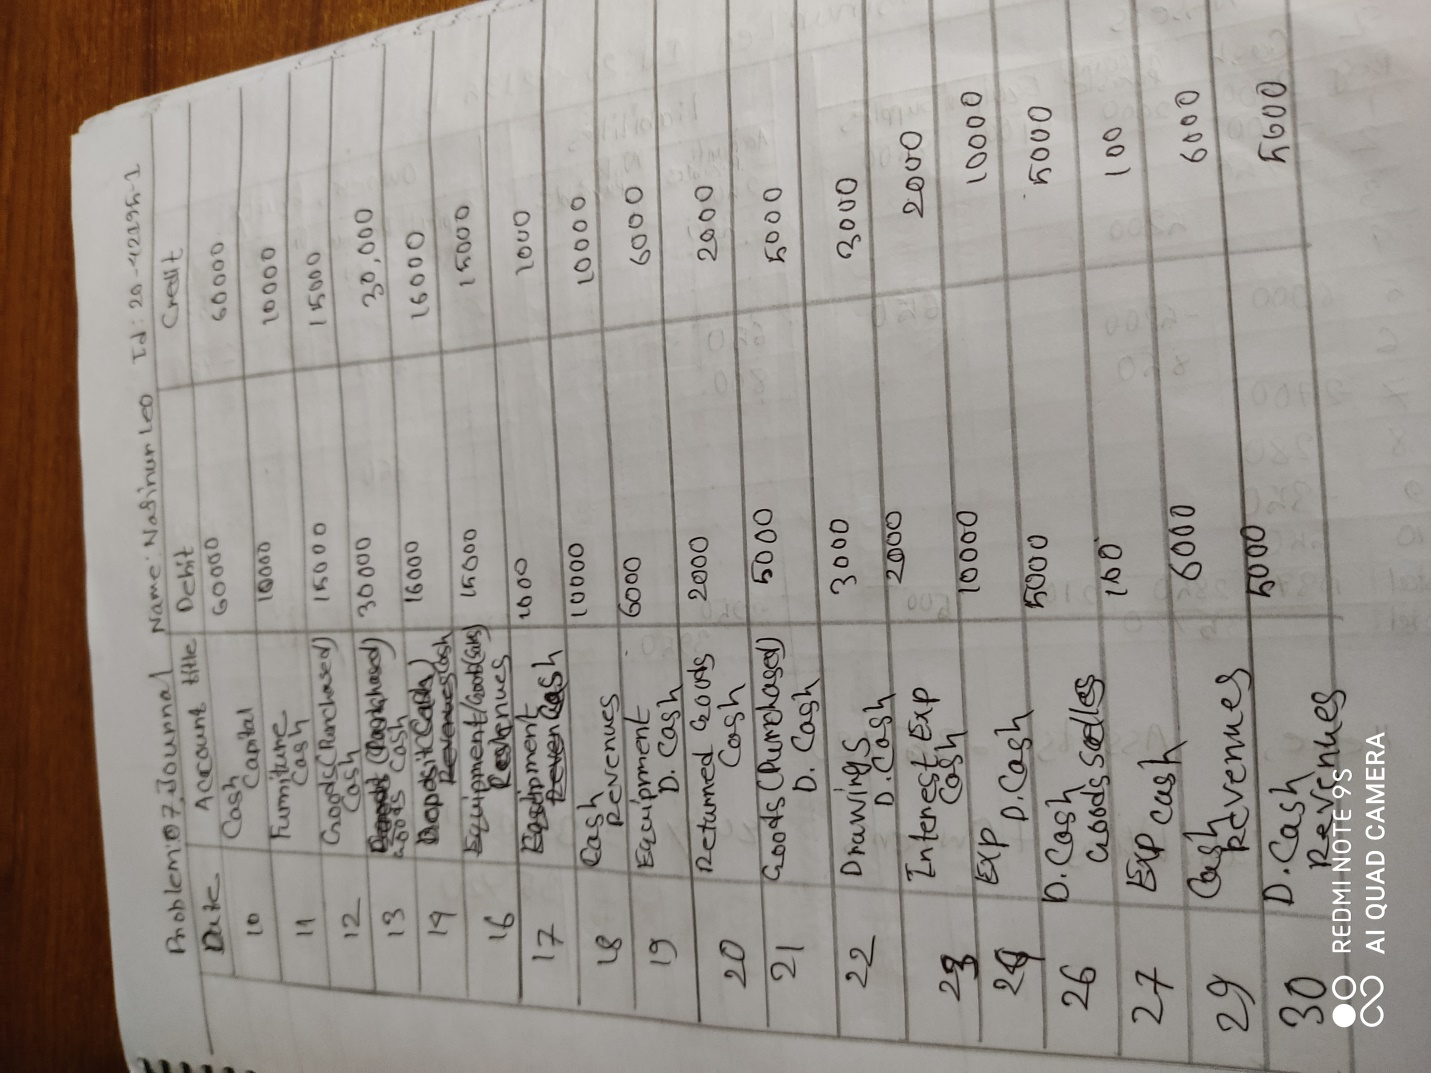 Problem:07, Journal Name: Nasinur Leo Id: 20-42195-1
Date Account title Debit Credit
10 Cash 60000 60000
Capital
11 Furniture 10000 10000
Cash
12 Goods(Purchased) 15000 15000
Cash
13 30000 30,000
Goods Cash
14 Deposit(Cash) 16000 16000
Cash
16 Equipment/Goods(Sales) 15000 15000
Revenues
17 Equipment 1000 1000
Cash
18 Cash 10000 10000
Revenues
19 Equipment 6000 6000
D. Cash
20 Returned Goods 2000 2000
Cash
21 Goods (Purchased) 5000 5000
D. Cash
22 Drawings 3000 3000
D. Cash
23 Interest Exp 2000 2000
Cash
24 Exp 10000 10000
D. Cash
26 D. Cash 5000 5000
Goods Sales
27 Exp 100 100
Cash
29 Cash 6000 6000
Revenues
30 D. Cash 5000 5600
Revenues
REDMI NOTE 9S
AI QUAD CAMERA